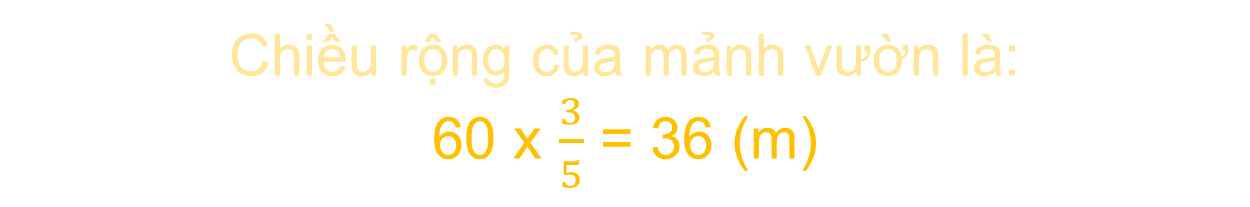 Chiều rộng của mảnh vườn là:
60 x 3/5 = 36 (m)